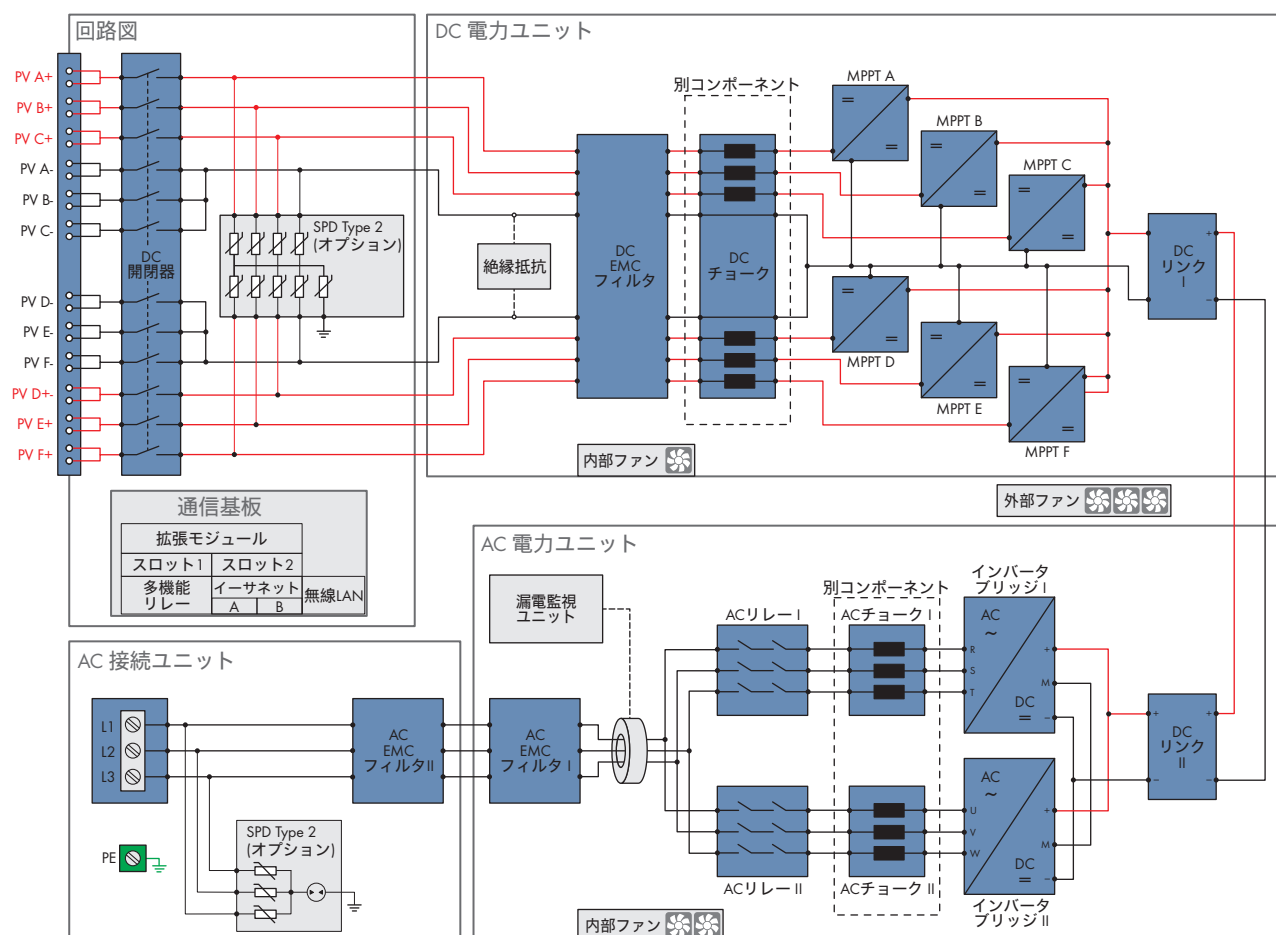 回路図
PV A+
PV B+
PV C+
PV A-
PV B-
PV C-
PV D-
PV E-
PV F-
PV D+-
PV E+
PV F+
DC
開閉器
SPD Type 2
(オプション)
絶縁抵抗
DC 電力ユニット
DC
EMC
フィルタ
別コンポーネント
DC
チョーク
MPPT A
MPPT B
MPPT C
MPPT D
MPPT E
MPPT F
DC
リンク
I
+
−
内部ファン
外部ファン
通信基板
拡張モジュール
スロット1 スロット2
多機能
リレー
イーサネット
A B
無線LAN
AC 接続ユニット
L1
L2
L3
PE
AC
EMC
フィルタII
SPD Type 2
(オプション)
AC 電力ユニット
漏電監視
ユニット
AC
EMC
フィルタ I
ACリレー I
ACリレー II
別コンポーネント
ACチョーク I
ACチョーク II
インバータ
ブリッジ I
AC
~
R
S
T
+
M
−
DC
=
AC
~
U
V
W
+
M
−
DC
=
インバータ
ブリッジ II
DC
リンク
II
+ +
− −
内部ファン